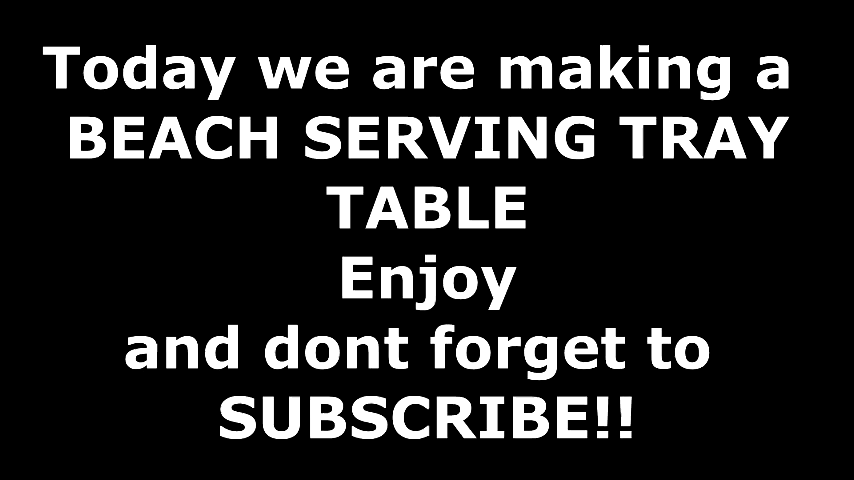 Today we are making a
BEACH SERVING TRAY
TABLE
Enjoy
and dont forget to
SUBSCRIBE!!